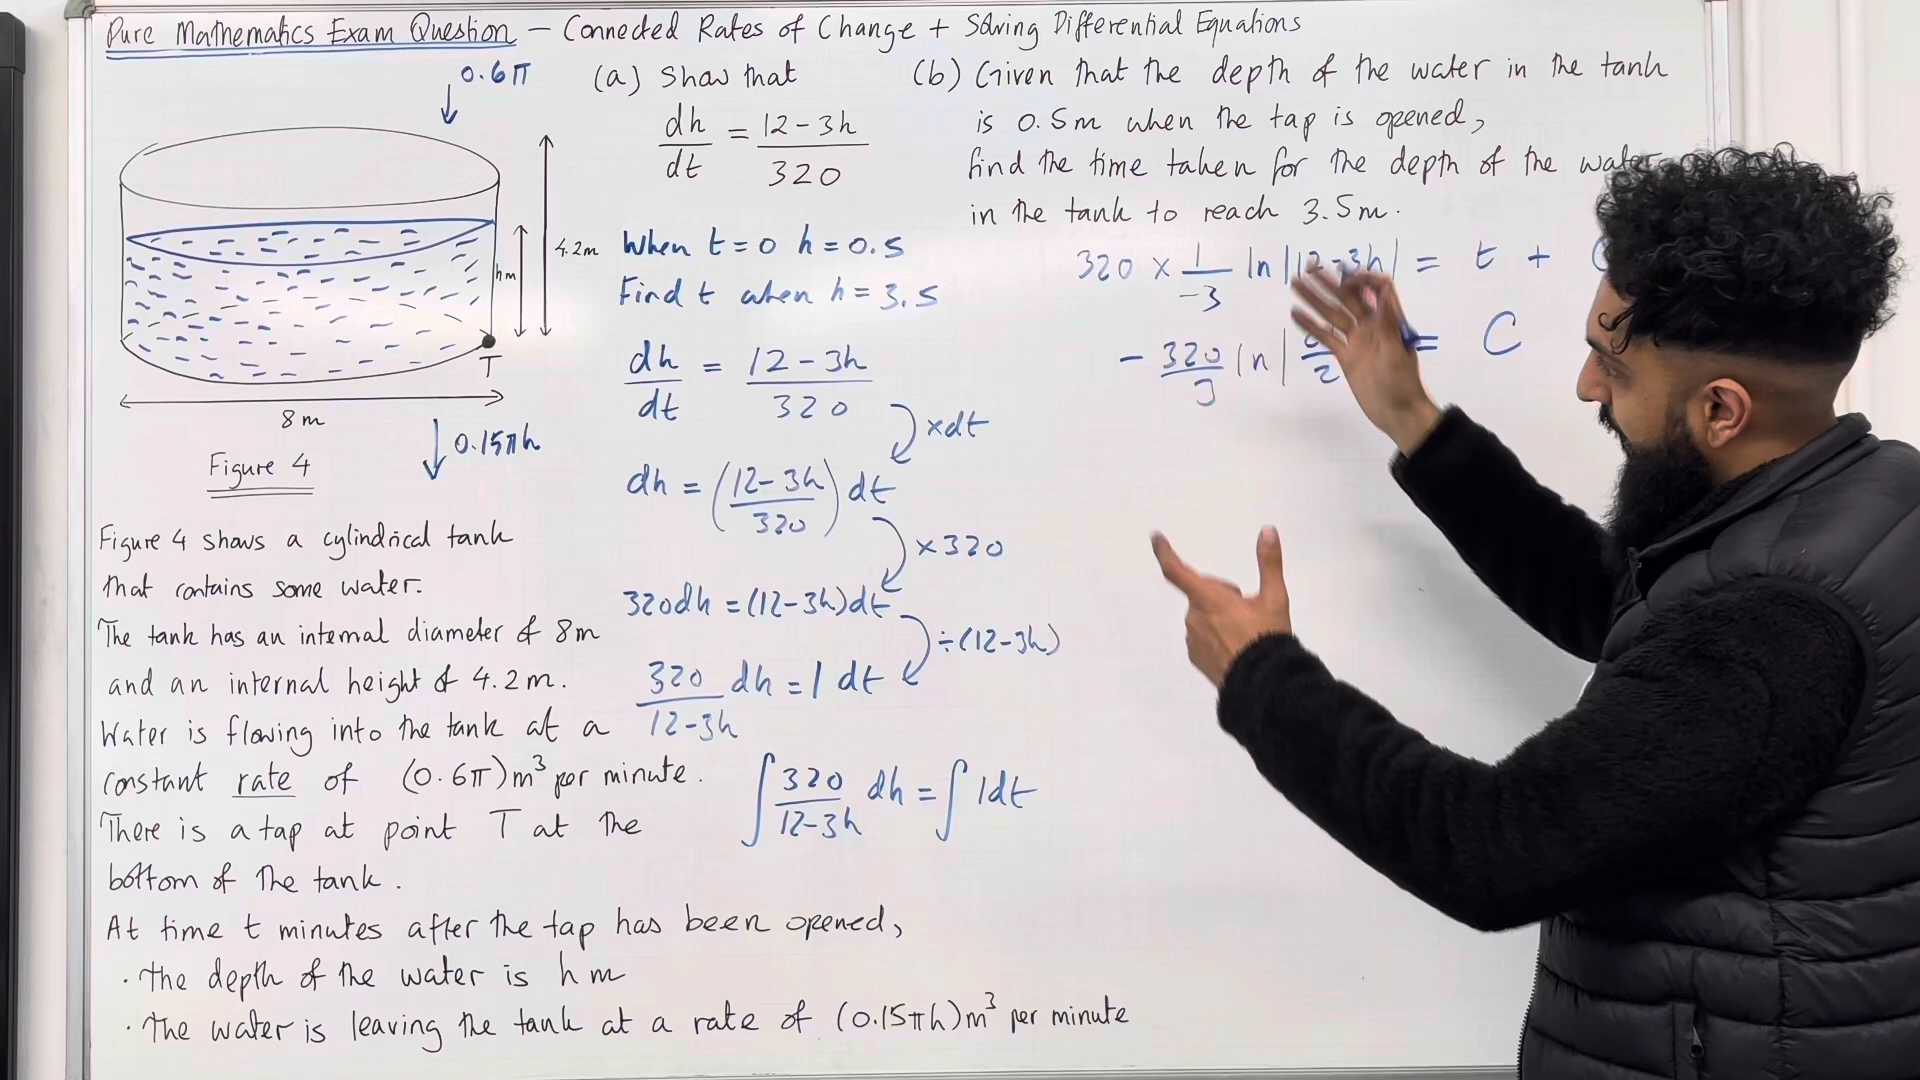 Pure Mathematics Exam Question – Connected Rates of Change + Solving Differential Equations
0.6π
4.2m
hm
T
8m
0.15πh
Figure 4
Figure 4 shows a cylindrical tank
that contains some water.
The tank has an internal diameter of 8m
and an internal height of 4.2m.
Water is flowing into the tank at a
constant rate of (0.6π)m³ per minute.
There is a tap at point T at the
bottom of the tank.
At time t minutes after the tap has been opened,
· the depth of the water is h m
· the water is leaving the tank at a rate of (0.15πh)m³ per minute
(a) Show that
dh/dt = 12-3h/320
When t=0 h=0.5
Find t when h=3.5
dh/dt = 12-3h/320
×dt
dh = (12-3h/320) dt
×320
320dh = (12-3h)dt
÷(12-3h)
320/12-3h dh = 1 dt
∫ 320/12-3h dh = ∫ 1dt
(b) Given that the depth of the water in the tank
is 0.5m when the tap is opened,
find the time taken for the depth of the water
in the tank to reach 3.5m.
320 × 1/-3 ln|12-3h| = t +
- 320/3 ln| /2 = C